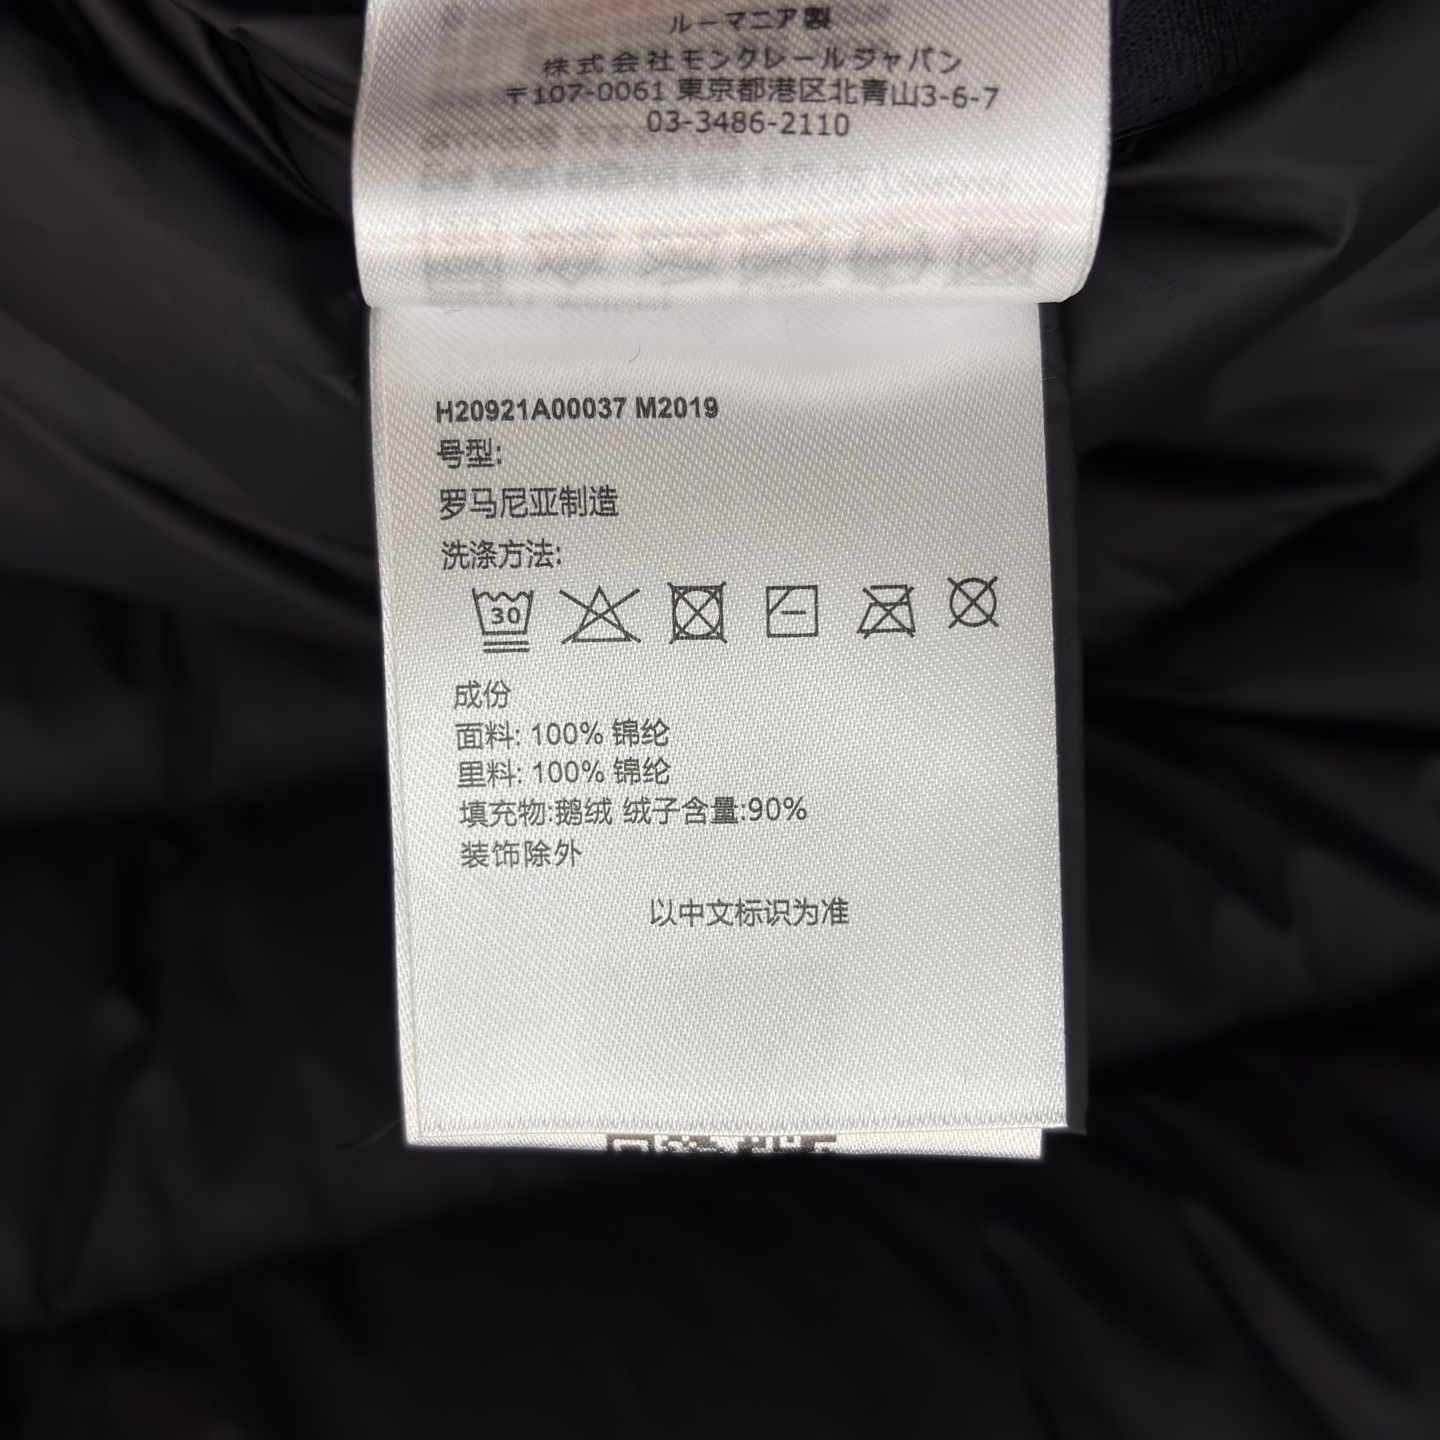 ルーマニア製
株式会社モンクレールジャパン
〒107-0061 東京都港区北青山3-6-7
03-3486-2110
H20921A00037 M2019
号型:
罗马尼亚制造
洗涤方法:
30
成份
面料: 100% 锦纶
里料: 100% 锦纶
填充物:鹅绒 绒子含量:90%
装饰除外
以中文标识为准